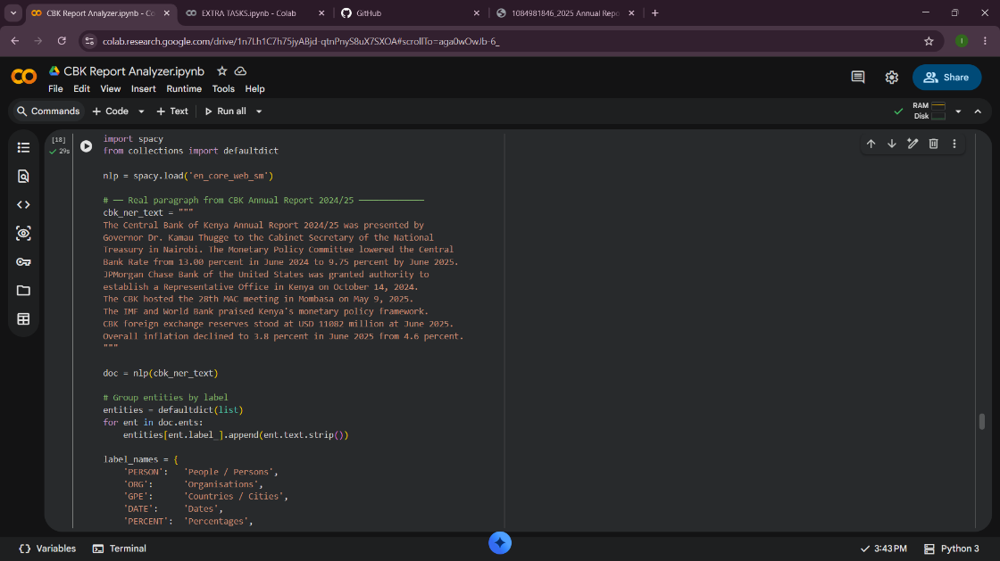 CBK Report Analyzer.ipynb - Co
EXTRA TASKS.ipynb - Colab
GitHub
1084981846_2025 Annual Repo
colab.research.google.com/drive/1n7Lh1C7h75jyABjd-qtnPnyS8uX7SXOA#scrollTo=aga0wOwJb-6_
I
CBK Report Analyzer.ipynb
File Edit View Insert Runtime Tools Help
Share
Commands + Code + Text Run all
RAM
Disk
[18]
29s
import spacy
from collections import defaultdict
nlp = spacy.load('en_core_web_sm')
# —— Real paragraph from CBK Annual Report 2024/25 ——————————
cbk_ner_text = """
The Central Bank of Kenya Annual Report 2024/25 was presented by
Governor Dr. Kamau Thugge to the Cabinet Secretary of the National
Treasury in Nairobi. The Monetary Policy Committee lowered the Central
Bank Rate from 13.00 percent in June 2024 to 9.75 percent by June 2025.
JPMorgan Chase Bank of the United States was granted authority to
establish a Representative Office in Kenya on October 14, 2024.
The CBK hosted the 28th MAC meeting in Mombasa on May 9, 2025.
The IMF and World Bank praised Kenya's monetary policy framework.
CBK foreign exchange reserves stood at USD 11082 million at June 2025.
Overall inflation declined to 3.8 percent in June 2025 from 4.6 percent.
"""
doc = nlp(cbk_ner_text)
# Group entities by label
entities = defaultdict(list)
for ent in doc.ents:
    entities[ent.label_].append(ent.text.strip())
label_names = {
    'PERSON':   'People / Persons',
    'ORG':      'Organisations',
    'GPE':      'Countries / Cities',
    'DATE':     'Dates',
    'PERCENT':  'Percentages',
Variables
Terminal
3:43 PM
Python 3